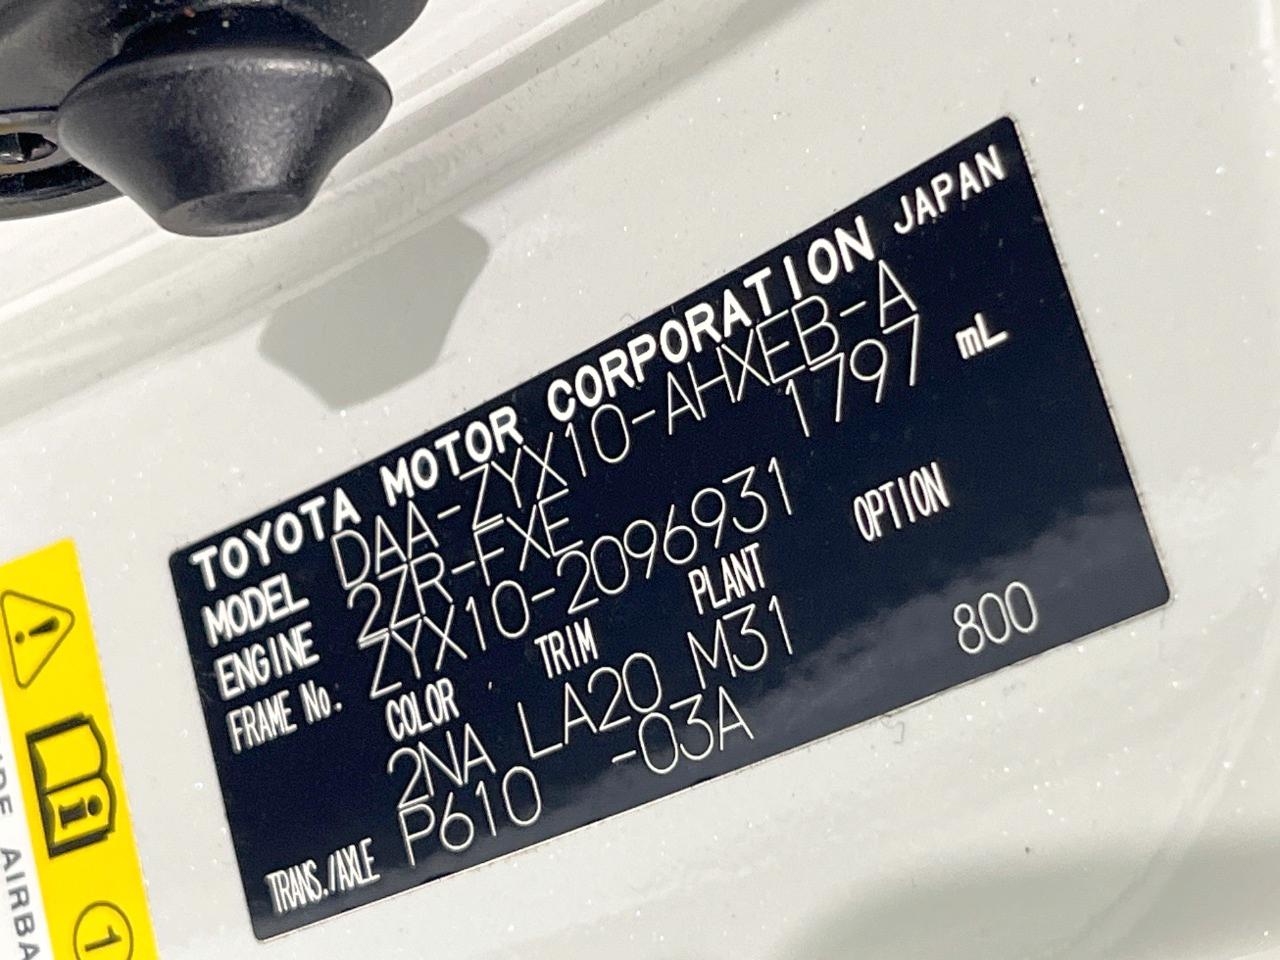 TOYOTA MOTOR CORPORATION JAPAN
MODEL DAA-ZYX10-AHXEB-A
ENGINE 2ZR-FXE 1797 mL
FRAME No. ZYX10-2096931
COLOR TRIM PLANT OPTION
2NA LA20 M31 800
TRANS./AXLE P610 -03A
AIRBA
1